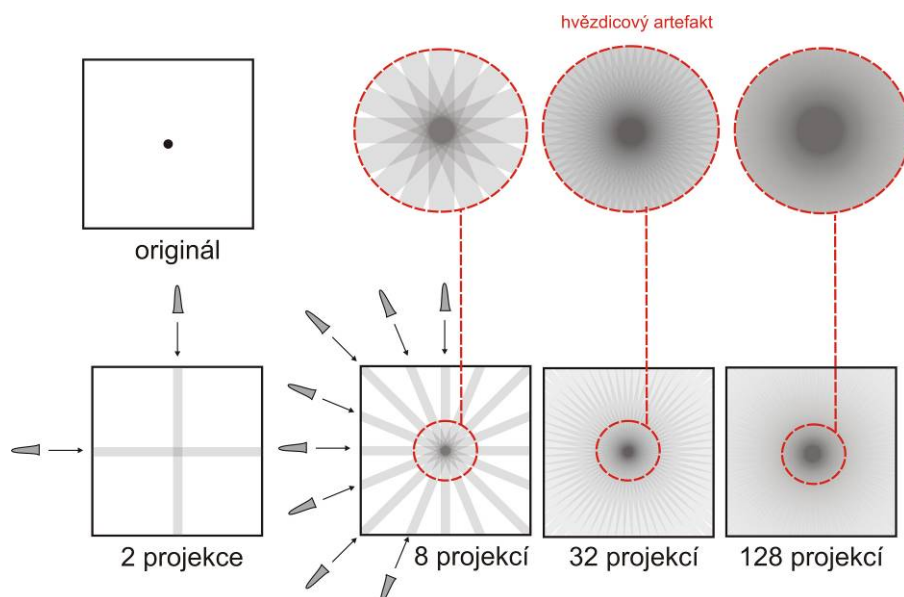 hvězdicový artefakt
originál
2 projekce
8 projekcí
32 projekcí
128 projekcí